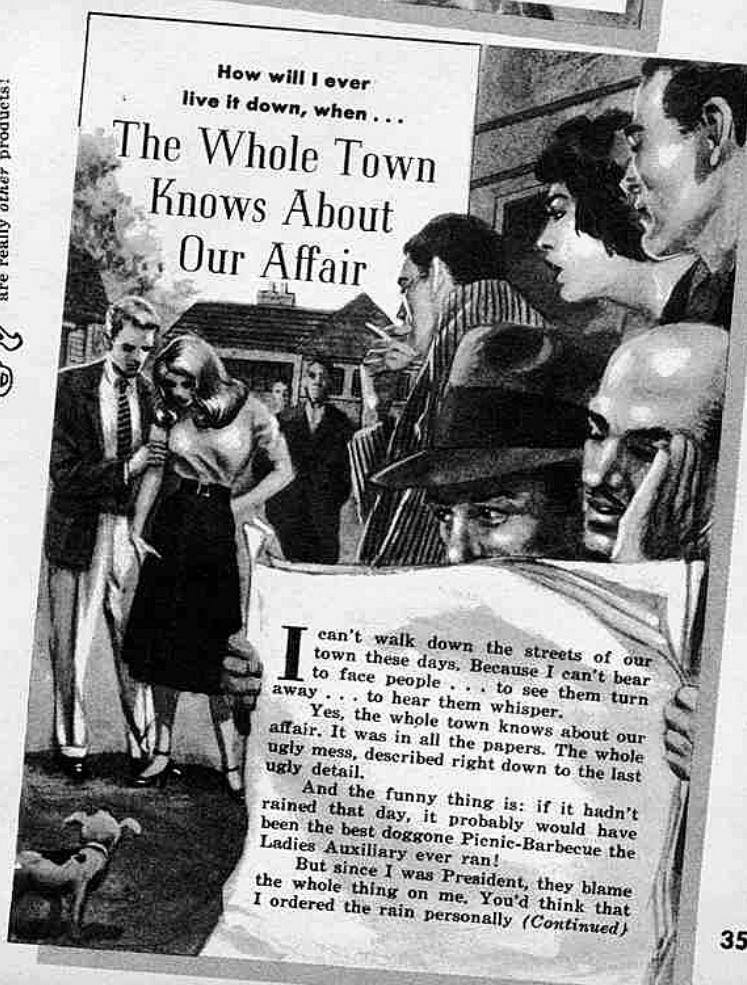 are really other products!
How will I ever
live it down, when . . .
The Whole Town
Knows About
Our Affair
I can't walk down the streets of our
town these days. Because I can't bear
to face people . . . to see them turn
away . . . to hear them whisper.
Yes, the whole town knows about our
affair. It was in all the papers. The whole
ugly mess, described right down to the last
ugly detail.
And the funny thing is: if it hadn't
rained that day, it probably would have
been the best doggone Picnic-Barbecue the
Ladies Auxiliary ever ran!
But since I was President, they blame
the whole thing on me. You'd think that
I ordered the rain personally (Continued)
35